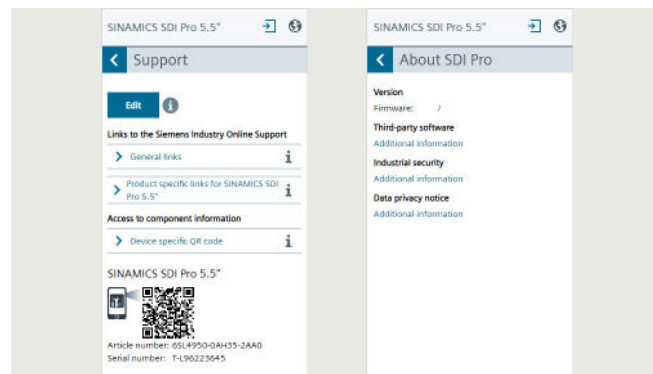 SINAMICS SDI Pro 5.5"
Support
Edit
Links to the Siemens Industry Online Support
General links
Product specific links for SINAMICS SDI
Pro 5.5"
Access to component information
Device specific QR code
SINAMICS SDI Pro 5.5"
Article number: 6SL4950-0AH35-2AA0
Serial number: T-L96223645
SINAMICS SDI Pro 5.5"
About SDI Pro
Version
Firmware: /
Third-party software
Additional information
Industrial security
Additional information
Data privacy notice
Additional information